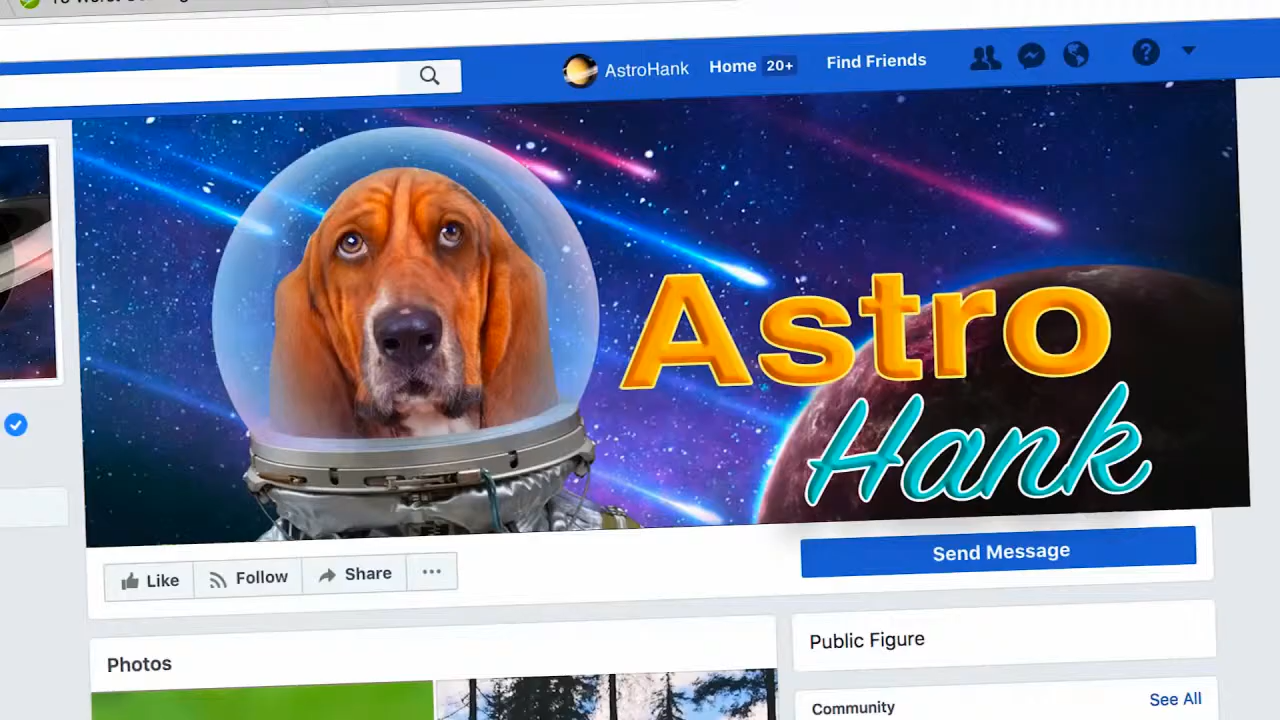 AstroHank Home 20+ Find Friends
Astro
Hank
Like Follow Share
Send Message
Public Figure
Photos
Community See All